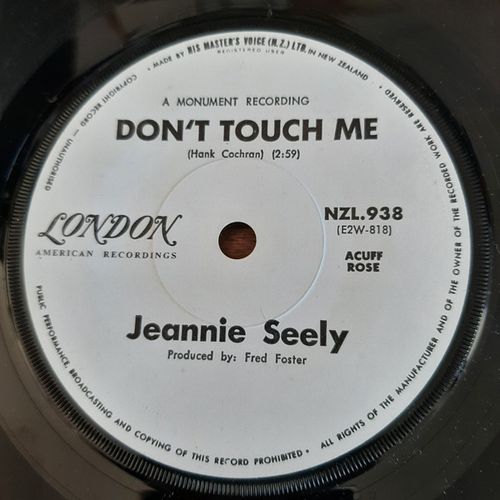 • MADE BY HIS MASTER'S VOICE (N.Z.) LTD. IN NEW ZEALAND •
REGISTERED USER
COPYRIGHT RECORD — UNAUTHORISED
A MONUMENT RECORDING
DON'T TOUCH ME
(Hank Cochran) (2:59)
LONDON
AMERICAN RECORDINGS
NZL.938
(E2W-818)
ACUFF
ROSE
Jeannie Seely
Produced by: Fred Foster
PUBLIC PERFORMANCE, BROADCASTING AND COPYING OF THIS RECORD PROHIBITED •
ALL RIGHTS OF THE MANUFACTURER AND OF THE OWNER OF THE RECORDED WORK ARE RESERVED